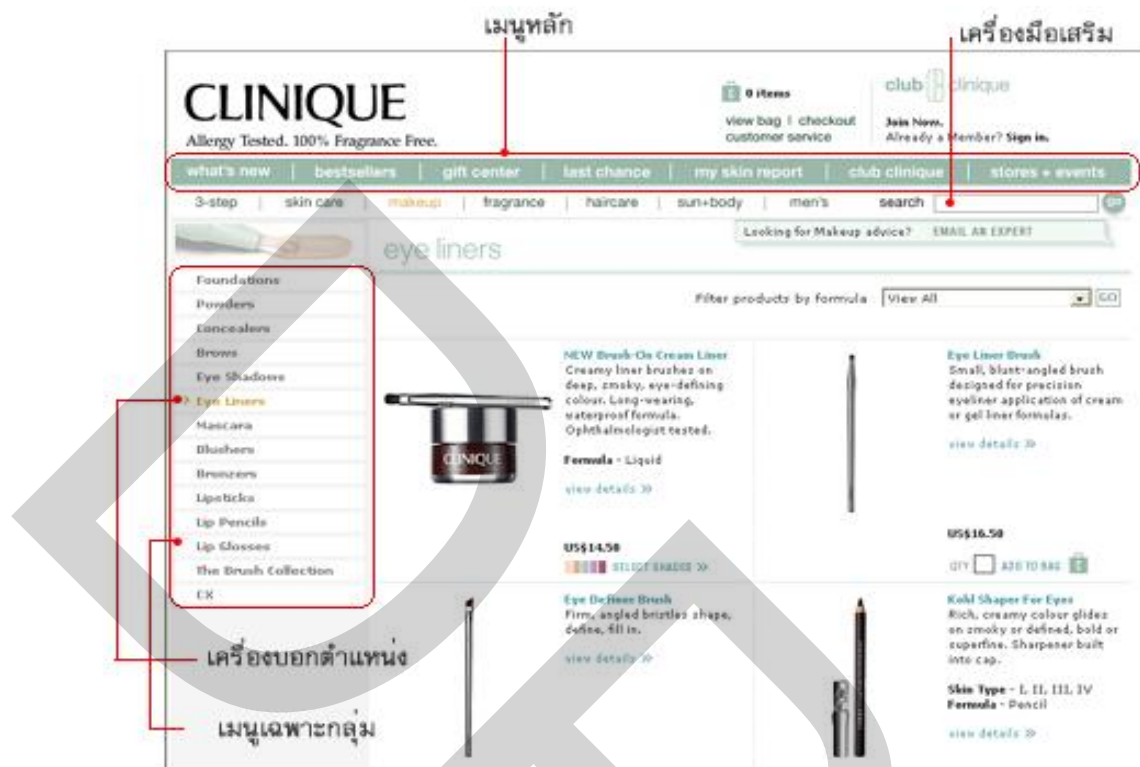 เมนูหลัก
เครื่องมือเสริม
CLINIQUE
Allergy Tested. 100% Fragrance Free.
0 items
view bag | checkout
customer service
club clinique
Join Now.
Already a Member? Sign in.
what's new | bestsellers | gift center | last chance | my skin report | club clinique | stores + events
3-step | skin care | makeup | fragrance | haircare | sun+body | men's search GO
Looking for Makeup advice? EMAIL AN EXPERT
eye liners
Filter products by formula View All GO
Foundations
Powders
Concealers
Brows
Eye Shadows
Eye Liners
Mascara
Blushers
Bronzers
Lipsticks
Lip Pencils
Lip Glosses
The Brush Collection
CX
NEW Brush-On Cream Liner
Creamy liner brushes on
deep, smoky, eye-defining
colour. Long-wearing,
waterproof formula.
Ophthalmologist tested.
Formula - Liquid
view details »
US$14.50
SELECT SHADES »
CLINIQUE
Eye Liner Brush
Small, blunt-angled brush
designed for precision
eyeliner application of cream
or gel liner formulas.
view details »
US$16.50
QTY ADD TO BAG
Eye Definer Brush
Firm, angled bristles shape,
define, fill in.
view details »
Kohl Shaper For Eyes
Rich, creamy colour glides
on smoky or defined, bold or
superfine. Sharpener built
into cap.
Skin Type - I, II, III, IV
Formula - Pencil
view details »
เครื่องบอกตำแหน่ง
เมนูเฉพาะกลุ่ม